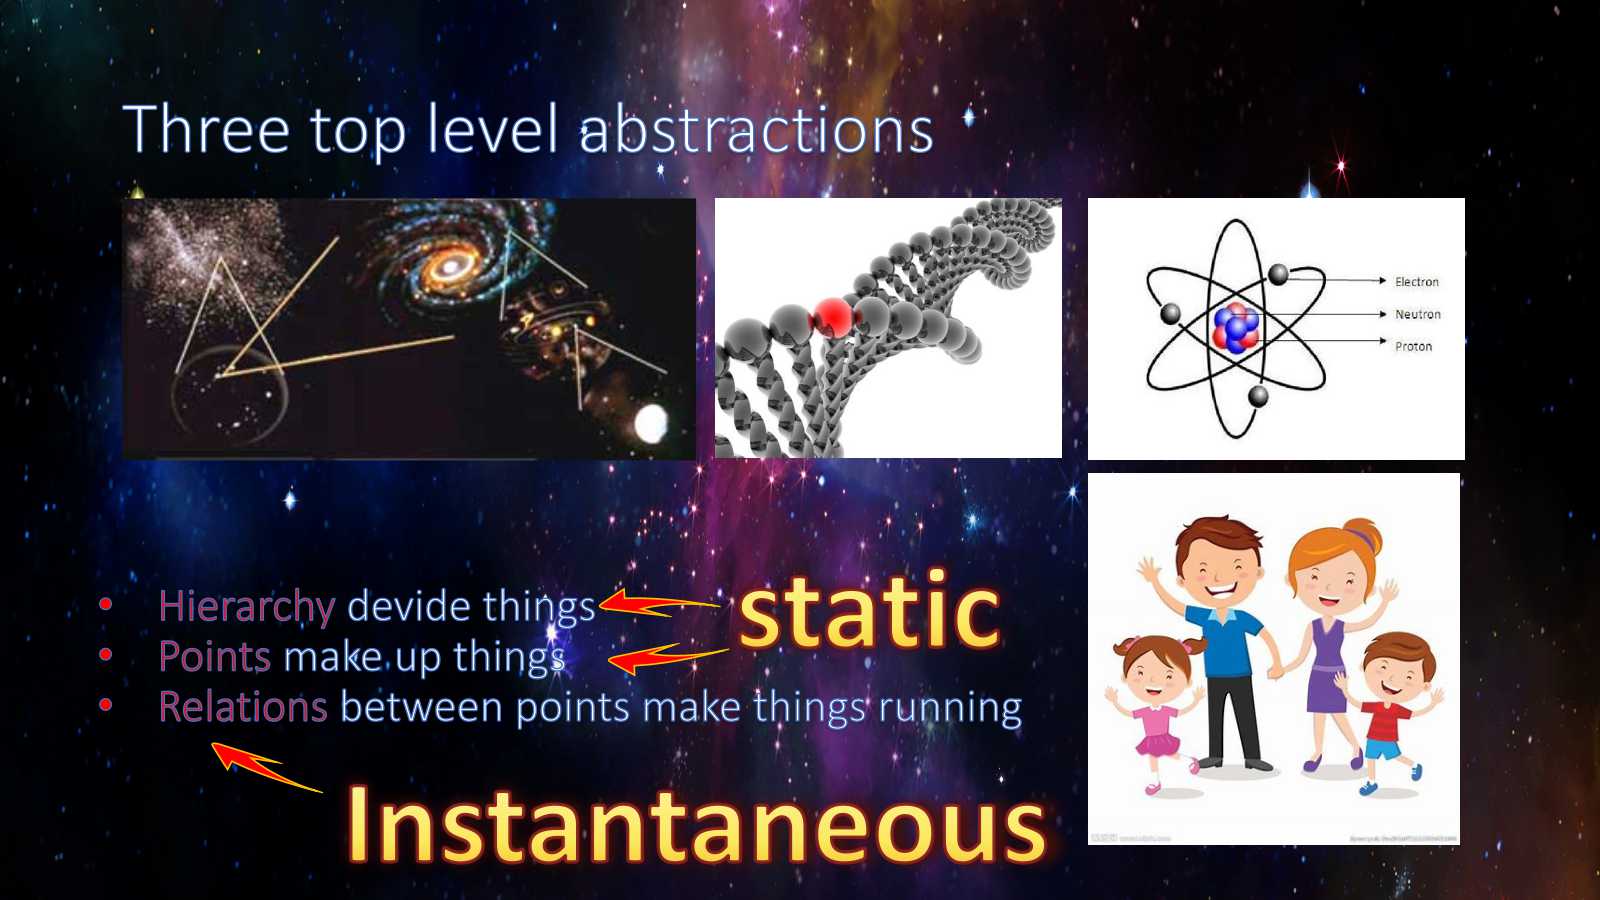 Three top level abstractions
Electron
Neutron
Proton
• Hierarchy devide things
static
• Points make up things
• Relations between points make things running
Instantaneous